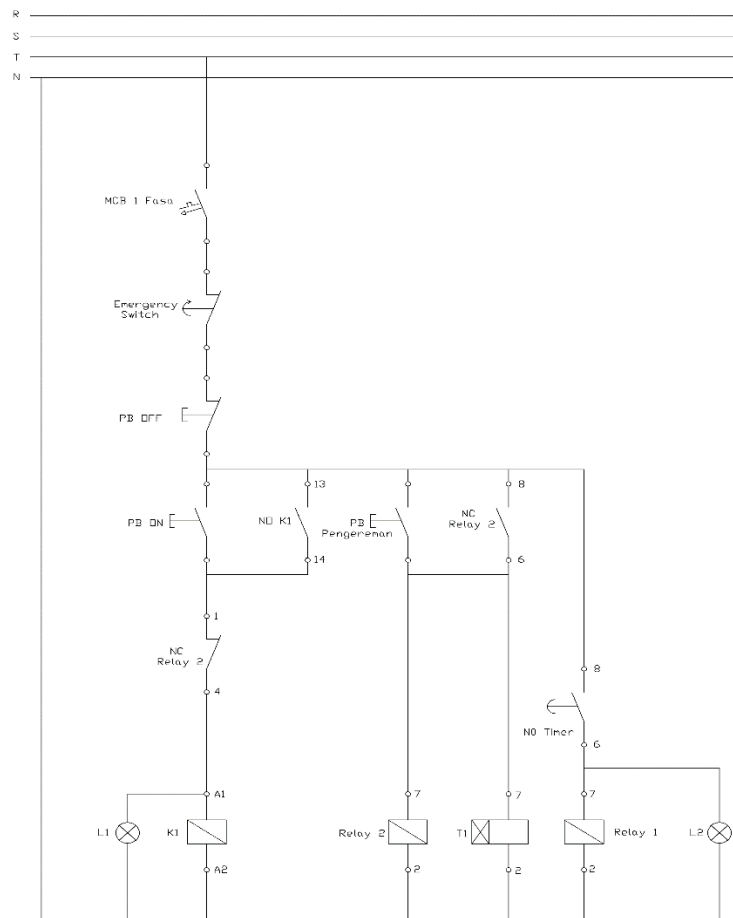 R
S
T
N
MCB 1 Fasa
Emergency
Switch
PB OFF
13
8
PB ON
NO K1
PB
Pengereman
NC
Relay 2
14
6
1
NC
Relay 2
4
8
NO Timer
6
A1
7
7
7
L1
K1
Relay 2
T1
Relay 1
L2
A2
2
2
2